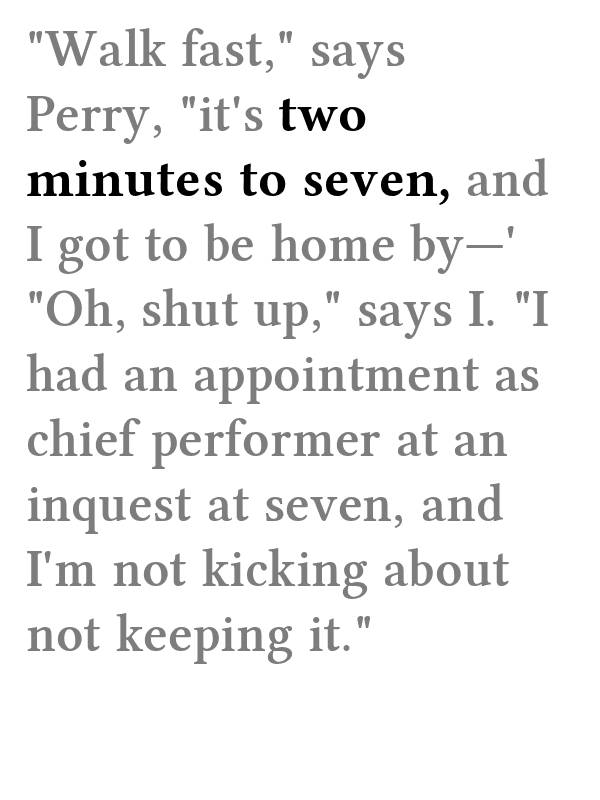 "Walk fast," says
Perry, "it's two
minutes to seven, and
I got to be home by—'
"Oh, shut up," says I. "I
had an appointment as
chief performer at an
inquest at seven, and
I'm not kicking about
not keeping it."